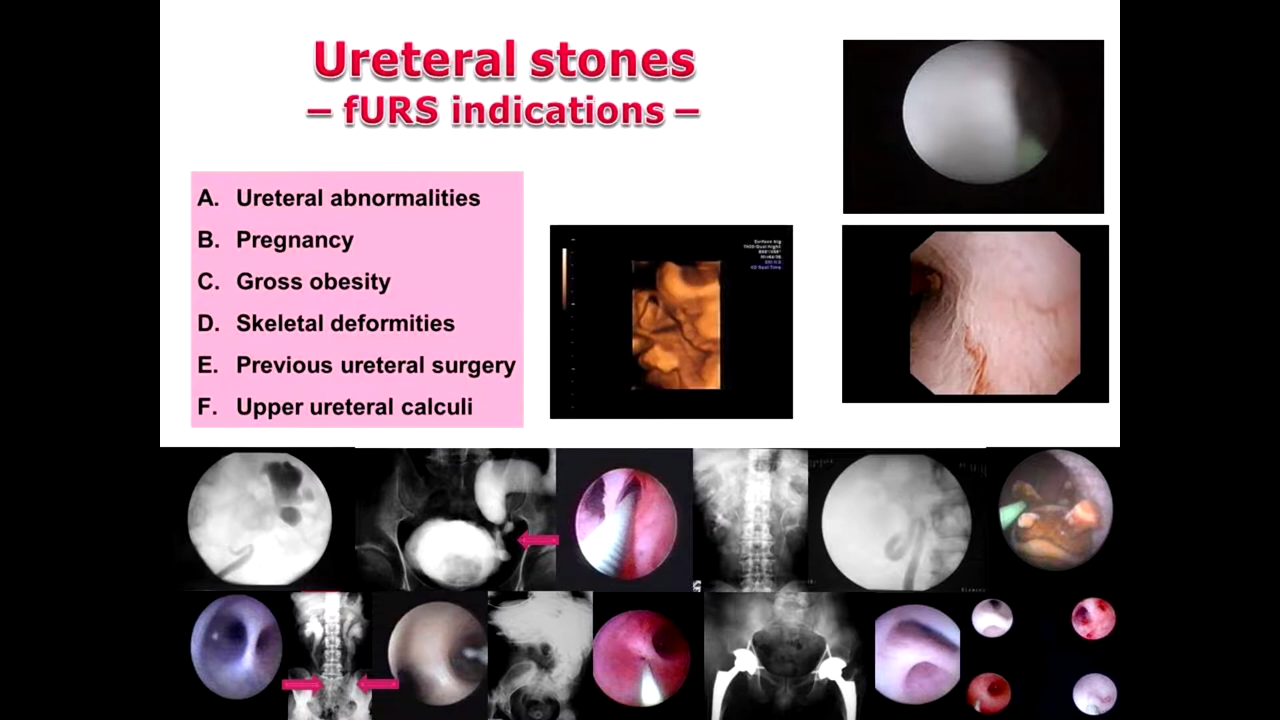 Ureteral stones
– fURS indications –
A. Ureteral abnormalities
B. Pregnancy
C. Gross obesity
D. Skeletal deformities
E. Previous ureteral surgery
F. Upper ureteral calculi